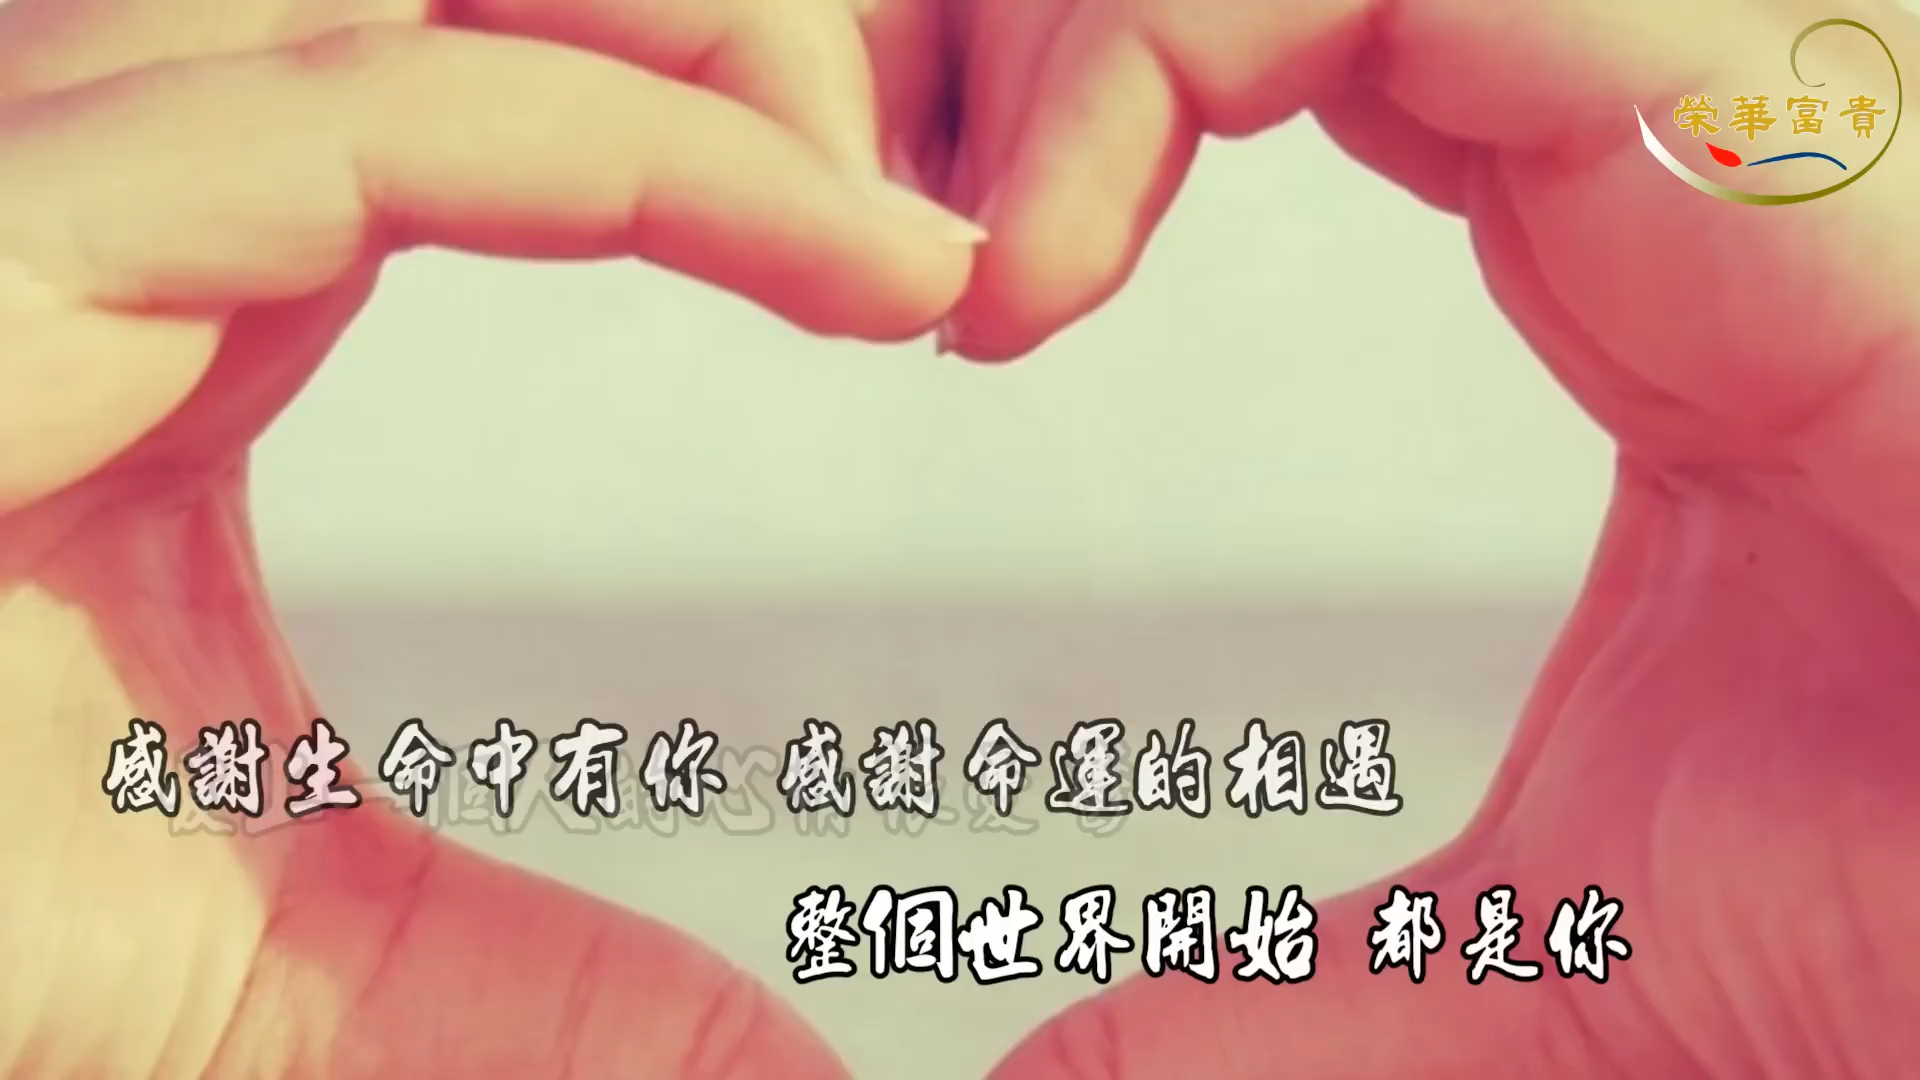 榮華富貴
感謝生命中有你 感謝命運的相遇
整個世界開始 都是你